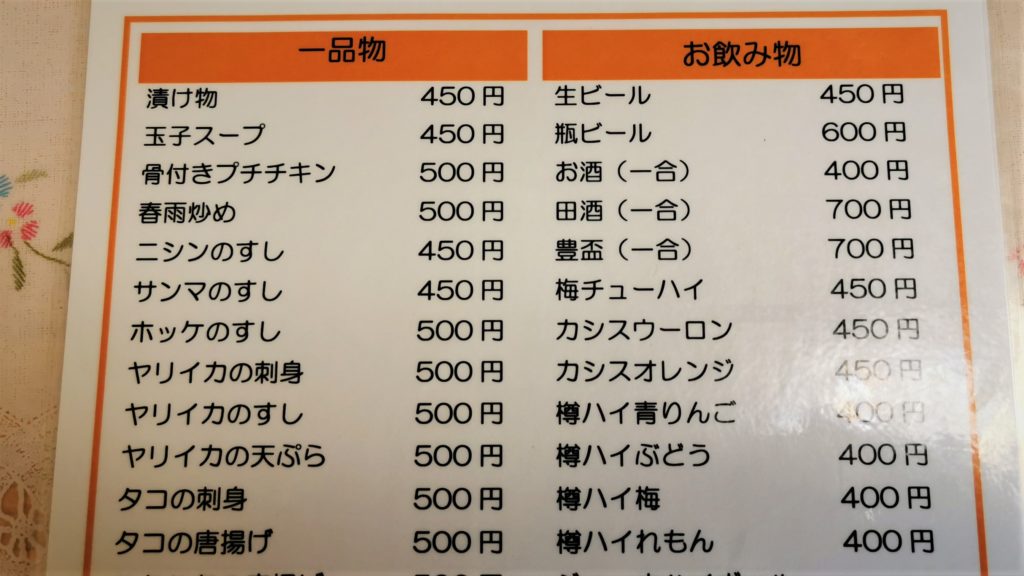 一品物
漬け物 450円
玉子スープ 450円
骨付きプチチキン 500円
春雨炒め 500円
ニシンのすし 450円
サンマのすし 450円
ホッケのすし 500円
ヤリイカの刺身 500円
ヤリイカのすし 500円
ヤリイカの天ぷら 500円
タコの刺身 500円
タコの唐揚げ 500円
お飲み物
生ビール 450円
瓶ビール 600円
お酒（一合） 400円
田酒（一合） 700円
豊盃（一合） 700円
梅チューハイ 450円
カシスウーロン 450円
カシスオレンジ 450円
樽ハイ青りんご 400円
樽ハイぶどう 400円
樽ハイ梅 400円
樽ハイれもん 400円